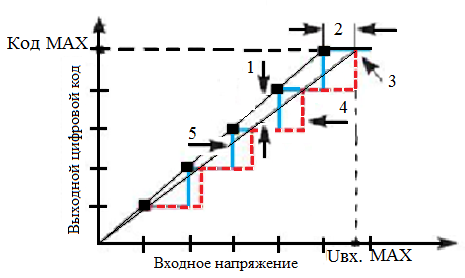 Код MAX
2
1
3
4
5
Выходной цифровой код
Входное напряжение
Uвх. MAX